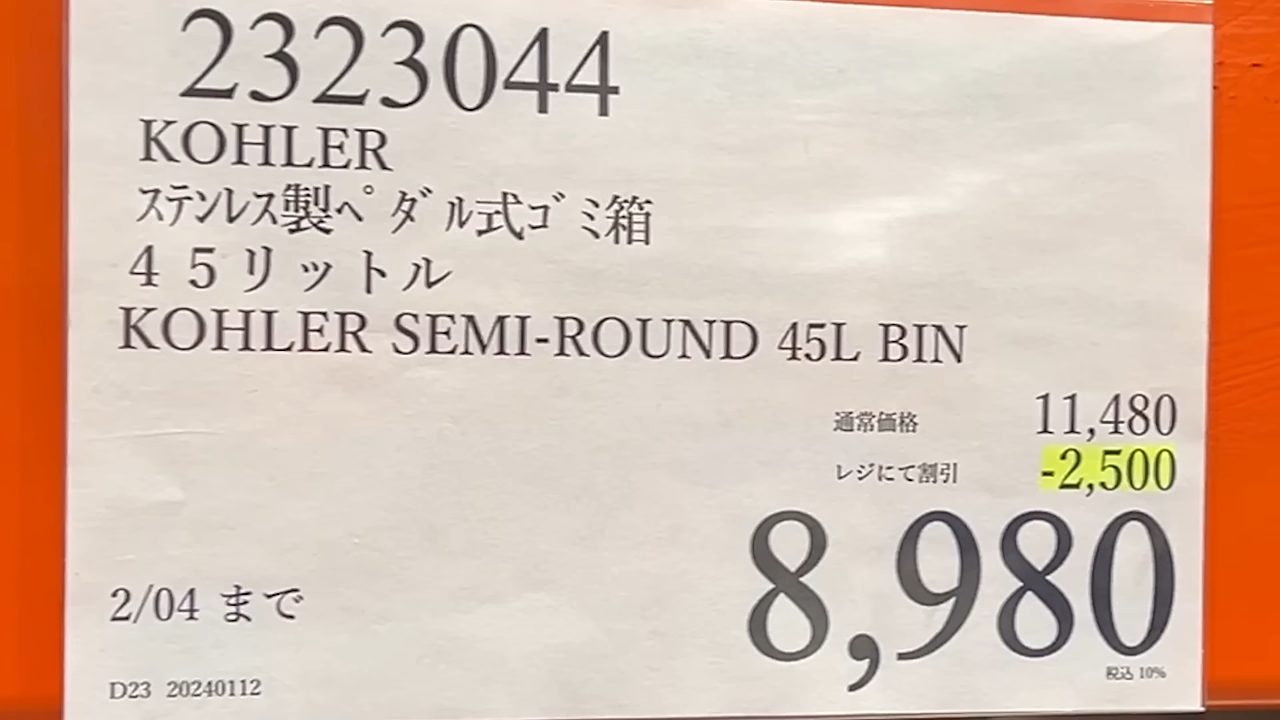 2323044
KOHLER
ｽﾃﾝﾚｽ製ﾍﾟﾀﾞﾙ式ｺﾞﾐ箱
４５リットル
KOHLER SEMI-ROUND 45L BIN
通常価格 11,480
レジにて割引 -2,500
8,980
税込 10%
2/04 まで
D23 20240112